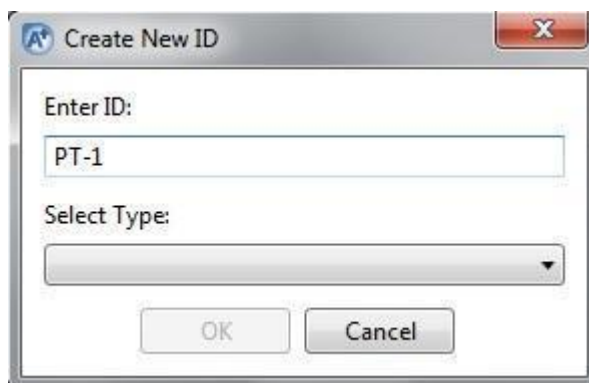 Create New ID
Enter ID:
PT-1
Select Type:
OK Cancel